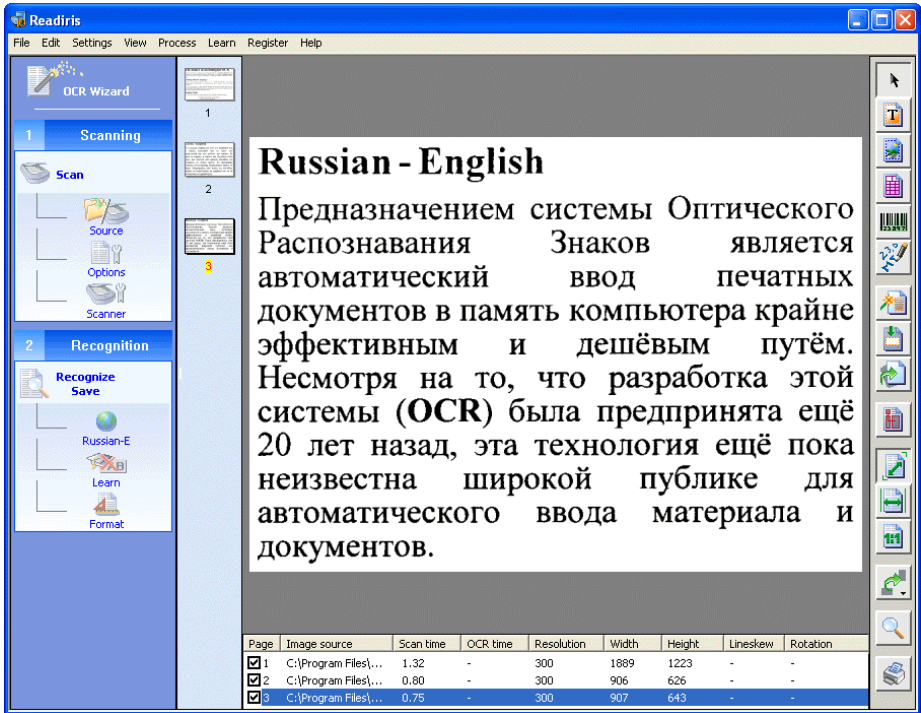 Readiris
File Edit Settings View Process Learn Register Help
OCR Wizard
1 Scanning
Scan
Source
Options
Scanner
2 Recognition
Recognize
Save
Russian-E
Learn
Format
1
2
3
Russian - English
Предназначением системы Оптического
Распознавания Знаков является
автоматический ввод печатных
документов в память компьютера крайне
эффективным и дешёвым путём.
Несмотря на то, что разработка этой
системы (OCR) была предпринята ещё
20 лет назад, эта технология ещё пока
неизвестна широкой публике для
автоматического ввода материала и
документов.
T
1:1
Page Image source Scan time OCR time Resolution Width Height Lineskew Rotation
1 C:\Program Files\... 1.32 - 300 1889 1223 - -
2 C:\Program Files\... 0.80 - 300 906 626 - -
3 C:\Program Files\... 0.75 - 300 907 643 - -